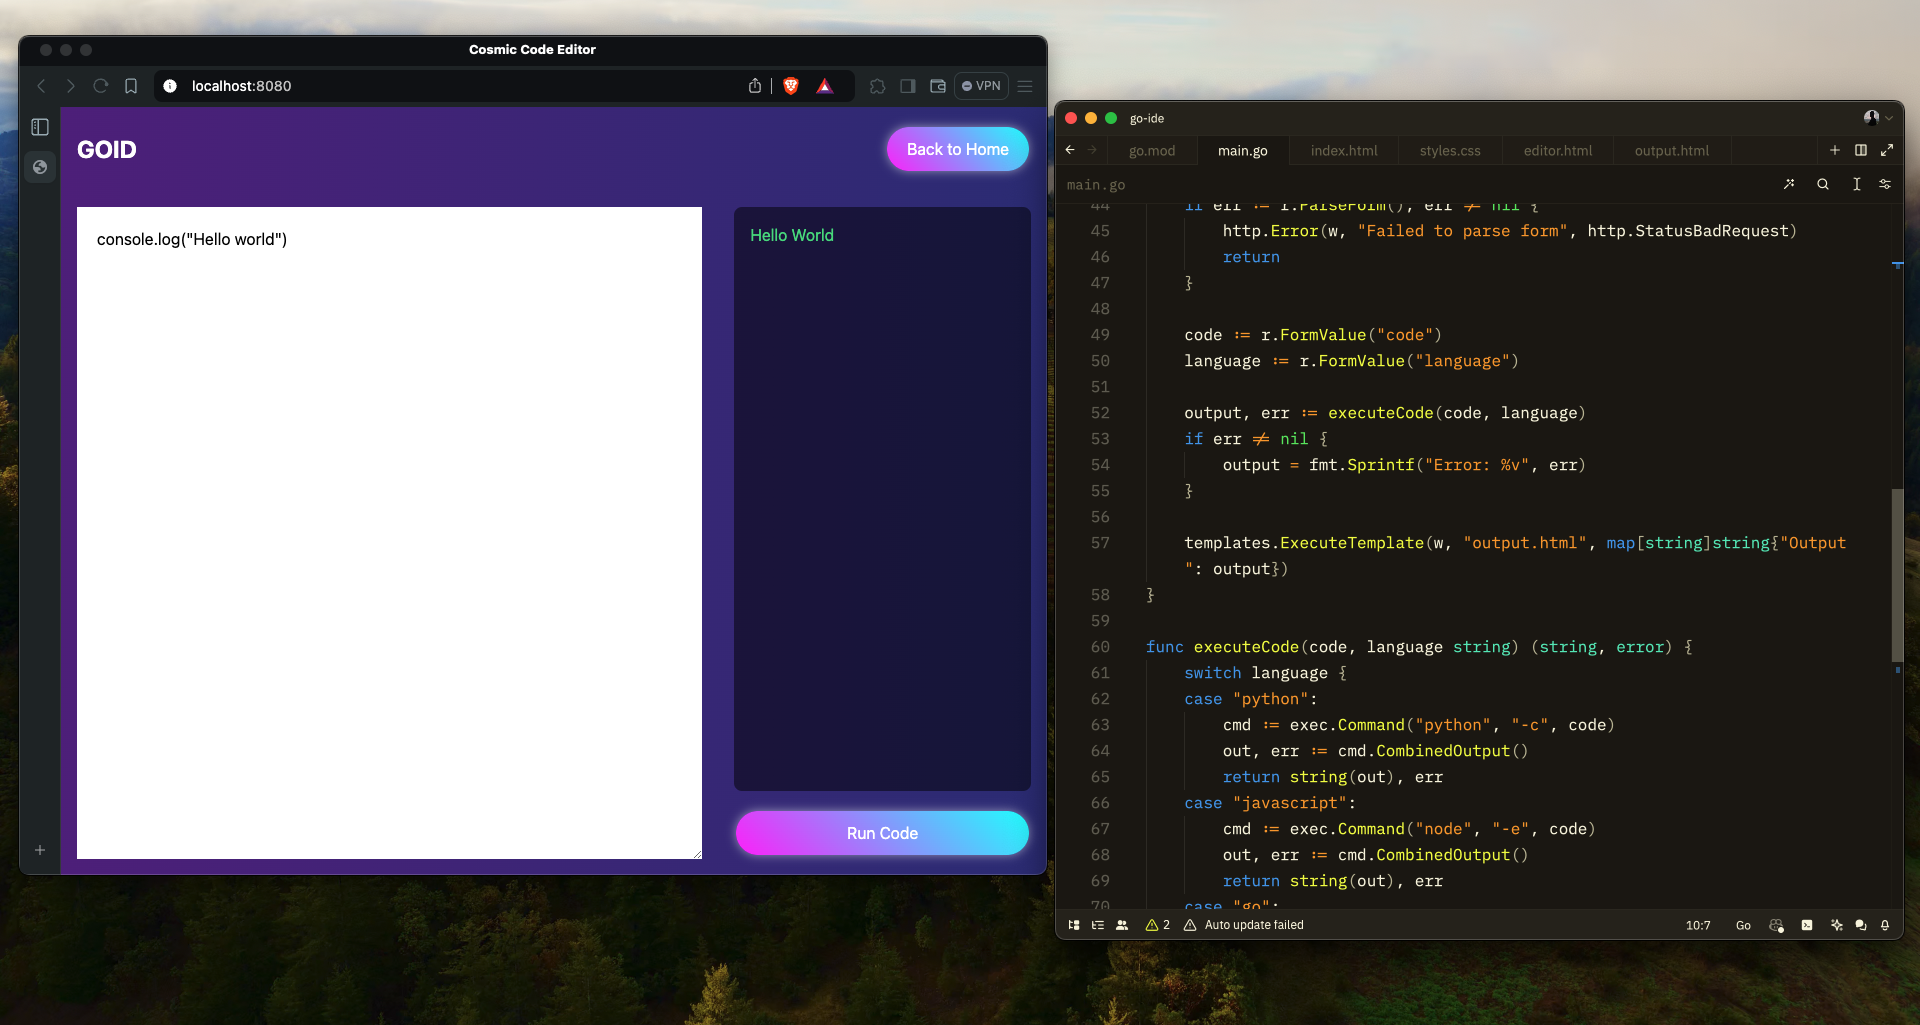 Cosmic Code Editor
localhost:8080
VPN
GOID
Back to Home
console.log("Hello world")
Hello World
Run Code
go-ide
go.mod
main.go
index.html
styles.css
editor.html
output.html
main.go
44 if err := r.ParseForm(); err ≠ nil {
45 http.Error(w, "Failed to parse form", http.StatusBadRequest)
46 return
47 }
48
49 code := r.FormValue("code")
50 language := r.FormValue("language")
51
52 output, err := executeCode(code, language)
53 if err ≠ nil {
54 output = fmt.Sprintf("Error: %v", err)
55 }
56
57 templates.ExecuteTemplate(w, "output.html", map[string]string{"Output
": output})
58 }
59
60 func executeCode(code, language string) (string, error) {
61 switch language {
62 case "python":
63 cmd := exec.Command("python", "-c", code)
64 out, err := cmd.CombinedOutput()
65 return string(out), err
66 case "javascript":
67 cmd := exec.Command("node", "-e", code)
68 out, err := cmd.CombinedOutput()
69 return string(out), err
70 case "go":
2
Auto update failed
10:7
Go